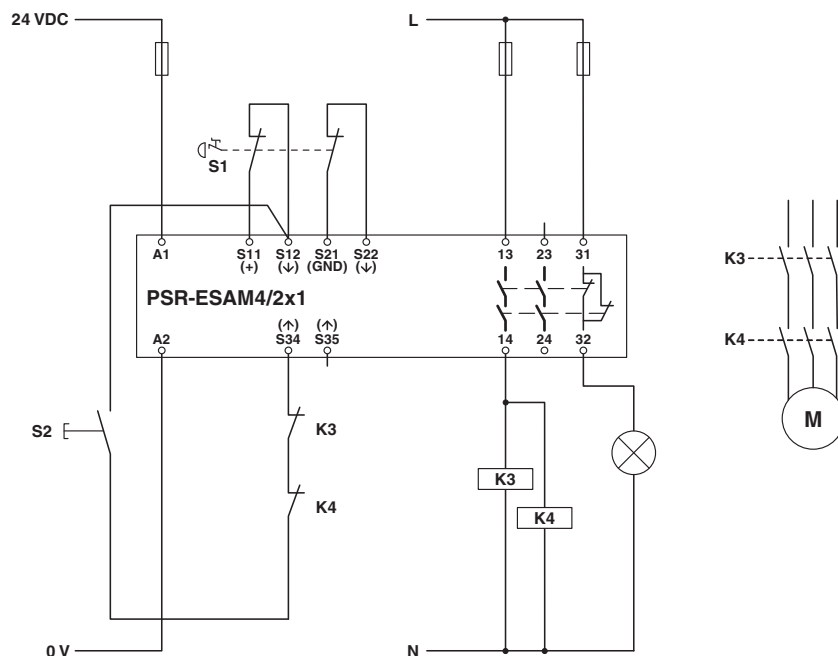 24 VDC
L
S1
A1
S11
(+)
S12
(↓)
S21
(GND)
S22
(↓)
13
23
31
PSR-ESAM4/2x1
A2
(↑)
S34
(↑)
S35
14
24
32
K3
K4
M
S2
K3
K4
K3
K4
0 V
N